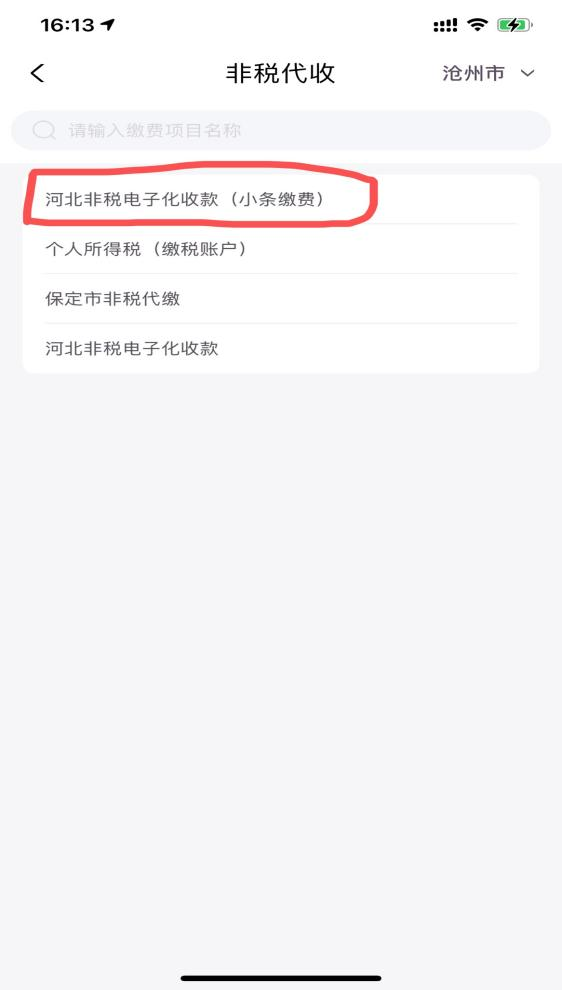 16:13
非税代收
沧州市
请输入缴费项目名称
河北非税电子化收款（小条缴费）
个人所得税（缴税账户）
保定市非税代缴
河北非税电子化收款